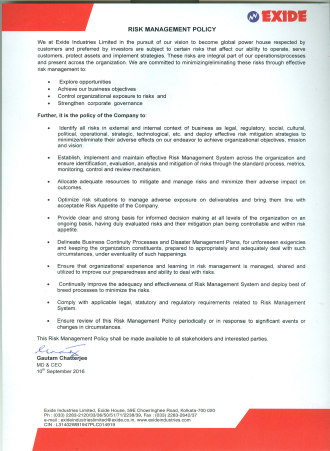 EXIDE
RISK MANAGEMENT POLICY
We at Exide Industries Limited in the pursuit of our vision to become global power house respected by
customers and preferred by investors are subject to certain risks that affect our ability to operate, serve
customers, protect assets and implement strategies. These risks are integral part of our operations/processes
and present across the organization. We are committed to minimizing/eliminating these risks through effective
risk management to:
• Explore opportunities
• Achieve our business objectives
• Control organizational exposure to risks and
• Strengthen corporate governance
Further, it is the policy of the Company to:
• Identify all risks in external and internal context of business as legal, regulatory, social, cultural,
political, operational, strategic, technological, etc. and deploy effective risk mitigation strategies to
minimize/eliminate their adverse effects on our endeavor to achieve organizational objectives, mission
and vision.
• Establish, implement and maintain effective Risk Management System across the organization and
ensure identification, evaluation, analysis and mitigation of risks through the standard process, metrics,
monitoring, control and review mechanism.
• Allocate adequate resources to mitigate and manage risks and minimize their adverse impact on
outcomes.
• Optimize risk situations to manage adverse exposure on deliverables and bring them line with
acceptable Risk Appetite of the Company.
• Provide clear and strong basis for informed decision making at all levels of the organization on an
ongoing basis, having duly evaluated risks and their mitigation plan being controllable and within risk
appetite.
• Delineate Business Continuity Processes and Disaster Management Plans, for unforeseen exigencies
and keeping the organization constituents, prepared to appropriately and adequately deal with such
circumstances, under eventuality of such happenings.
• Ensure that organizational experience and learning in risk management is managed, shared and
utilized to improve our preparedness and ability to deal with risks.
• Continually improve the adequacy and effectiveness of Risk Management System and deploy best of
breed processes to minimize the risks.
• Comply with applicable legal, statutory and regulatory requirements related to Risk Management
System.
• Ensure review of this Risk Management Policy periodically or in response to significant events or
changes in circumstances.
This Risk Management Policy shall be made available to all stakeholders and interested parties.
Gautam Chatterjee
MD & CEO
10th September 2016
Exide Industries Limited, Exide House, 59E Chowringhee Road, Kolkata-700 020
e-mail : exideindustrieslimited@exide.co.in, www.exideindustries.com
CIN : L31402WB1947PLC014919